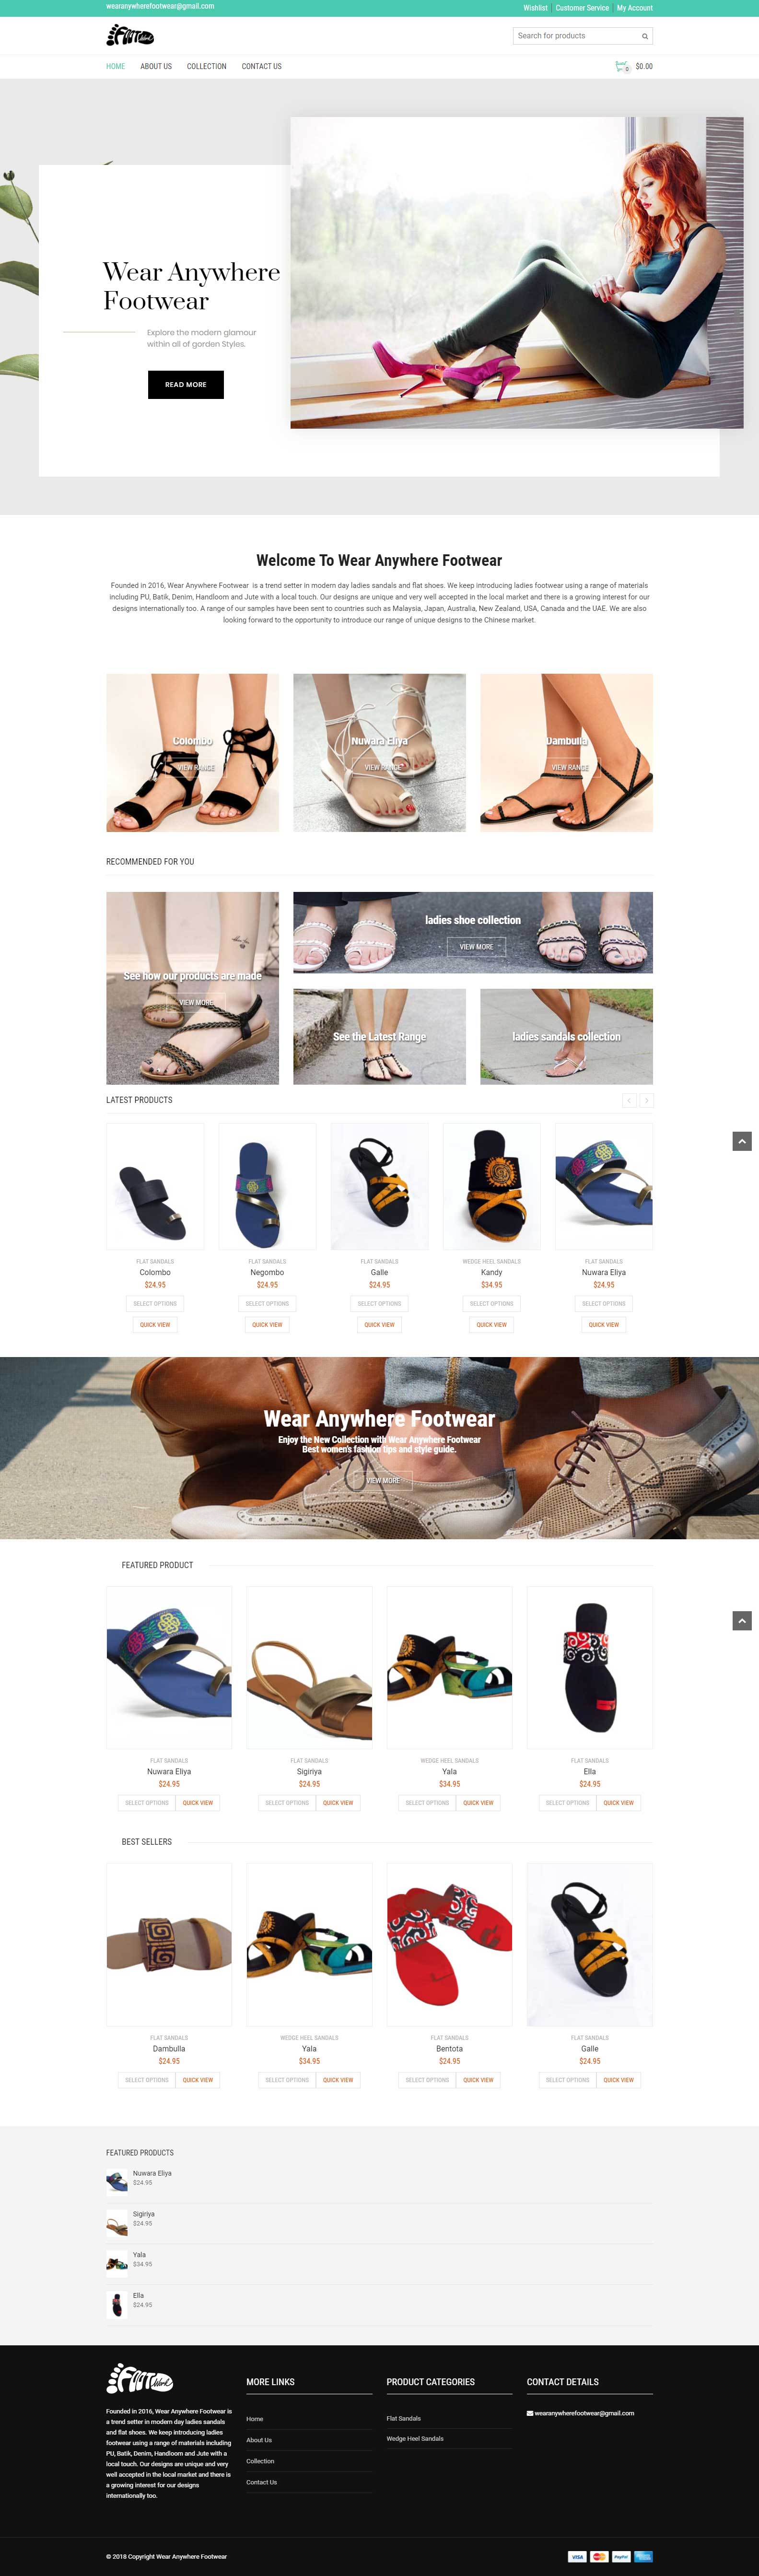 wearanywherefootwear@gmail.com
Wishlist Customer Service My Account
Foot Work
Search for products
HOME ABOUT US COLLECTION CONTACT US
0 $0.00
Wear Anywhere
Footwear
Explore the modern glamour
within all of gorden Styles.
READ MORE
Welcome To Wear Anywhere Footwear
Founded in 2016, Wear Anywhere Footwear is a trend setter in modern day ladies sandals and flat shoes. We keep introducing ladies footwear using a range of materials
including PU, Batik, Denim, Handloom and Jute with a local touch. Our designs are unique and very well accepted in the local market and there is a growing interest for our
designs internationally too. A range of our samples have been sent to countries such as Malaysia, Japan, Australia, New Zealand, USA, Canada and the UAE. We are also
looking forward to the opportunity to introduce our range of unique designs to the Chinese market.
Colombo
VIEW RANGE
Nuwara Eliya
VIEW RANGE
Dambulla
VIEW RANGE
RECOMMENDED FOR YOU
See how our products are made
VIEW MORE
ladies shoe collection
VIEW MORE
See the Latest Range
ladies sandals collection
LATEST PRODUCTS
FLAT SANDALS
Colombo
$24.95
SELECT OPTIONS
QUICK VIEW
FLAT SANDALS
Negombo
$24.95
SELECT OPTIONS
QUICK VIEW
FLAT SANDALS
Galle
$24.95
SELECT OPTIONS
QUICK VIEW
WEDGE HEEL SANDALS
Kandy
$34.95
SELECT OPTIONS
QUICK VIEW
FLAT SANDALS
Nuwara Eliya
$24.95
SELECT OPTIONS
QUICK VIEW
Wear Anywhere Footwear
Enjoy the New Collection with Wear Anywhere Footwear
Best women's fashion tips and style guide.
VIEW MORE
FEATURED PRODUCT
FLAT SANDALS
Nuwara Eliya
$24.95
SELECT OPTIONS QUICK VIEW
FLAT SANDALS
Sigiriya
$24.95
SELECT OPTIONS QUICK VIEW
WEDGE HEEL SANDALS
Yala
$34.95
SELECT OPTIONS QUICK VIEW
FLAT SANDALS
Ella
$24.95
SELECT OPTIONS QUICK VIEW
BEST SELLERS
FLAT SANDALS
Dambulla
$24.95
SELECT OPTIONS QUICK VIEW
WEDGE HEEL SANDALS
Yala
$34.95
SELECT OPTIONS QUICK VIEW
FLAT SANDALS
Bentota
$24.95
SELECT OPTIONS QUICK VIEW
FLAT SANDALS
Galle
$24.95
SELECT OPTIONS QUICK VIEW
FEATURED PRODUCTS
Nuwara Eliya
$24.95
Sigiriya
$24.95
Yala
$34.95
Ella
$24.95
Foot Work
Founded in 2016, Wear Anywhere Footwear is
a trend setter in modern day ladies sandals
and flat shoes. We keep introducing ladies
footwear using a range of materials including
PU, Batik, Denim, Handloom and Jute with a
local touch. Our designs are unique and very
well accepted in the local market and there is
a growing interest for our designs
internationally too.
MORE LINKS
Home
About Us
Collection
Contact Us
PRODUCT CATEGORIES
Flat Sandals
Wedge Heel Sandals
CONTACT DETAILS
wearanywherefootwear@gmail.com
© 2018 Copyright Wear Anywhere Footwear
VISA MasterCard PayPal